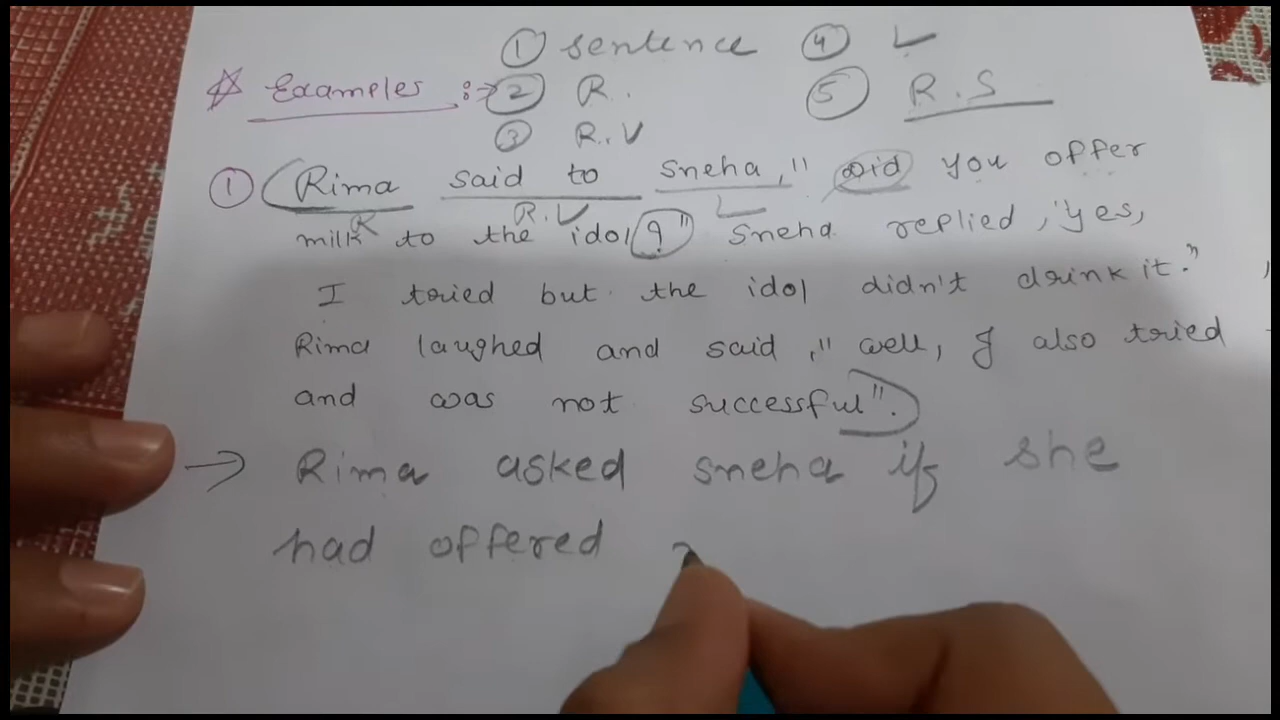 ① sentence ④ L
☆ Examples :→ ② R. ⑤ R.S
③ R.V
① Rima said to Sneha," Did you offer
R R.V L
milk to the idol?" Sneha replied, "Yes,
I tried but the idol didn't drink it."
Rima laughed and said ," well, I also tried
and was not successful".
→ Rima asked Sneha if she
had offered